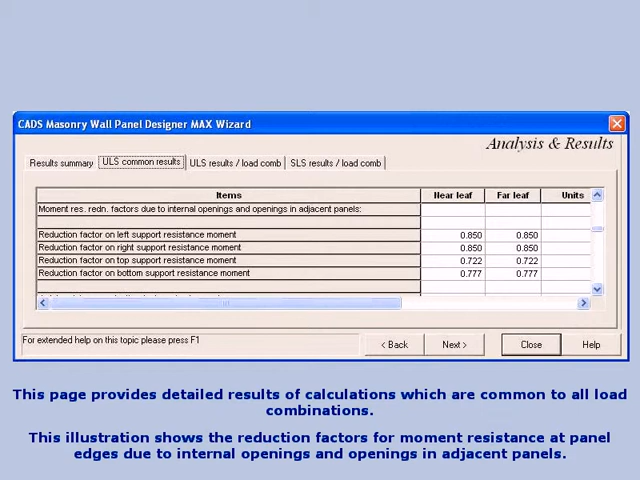 CADS Masonry Wall Panel Designer MAX Wizard
Analysis & Results
Results summary ULS common results ULS results / load comb SLS results / load comb
Items Near leaf Far leaf Units
Moment res. redn. factors due to internal openings and openings in adjacent panels:
Reduction factor on left support resistance moment 0.850 0.850
Reduction factor on right support resistance moment 0.850 0.850
Reduction factor on top support resistance moment 0.722 0.722
Reduction factor on bottom support resistance moment 0.777 0.777
For extended help on this topic please press F1
< Back Next > Close Help
This page provides detailed results of calculations which are common to all load
combinations.
This illustration shows the reduction factors for moment resistance at panel
edges due to internal openings and openings in adjacent panels.